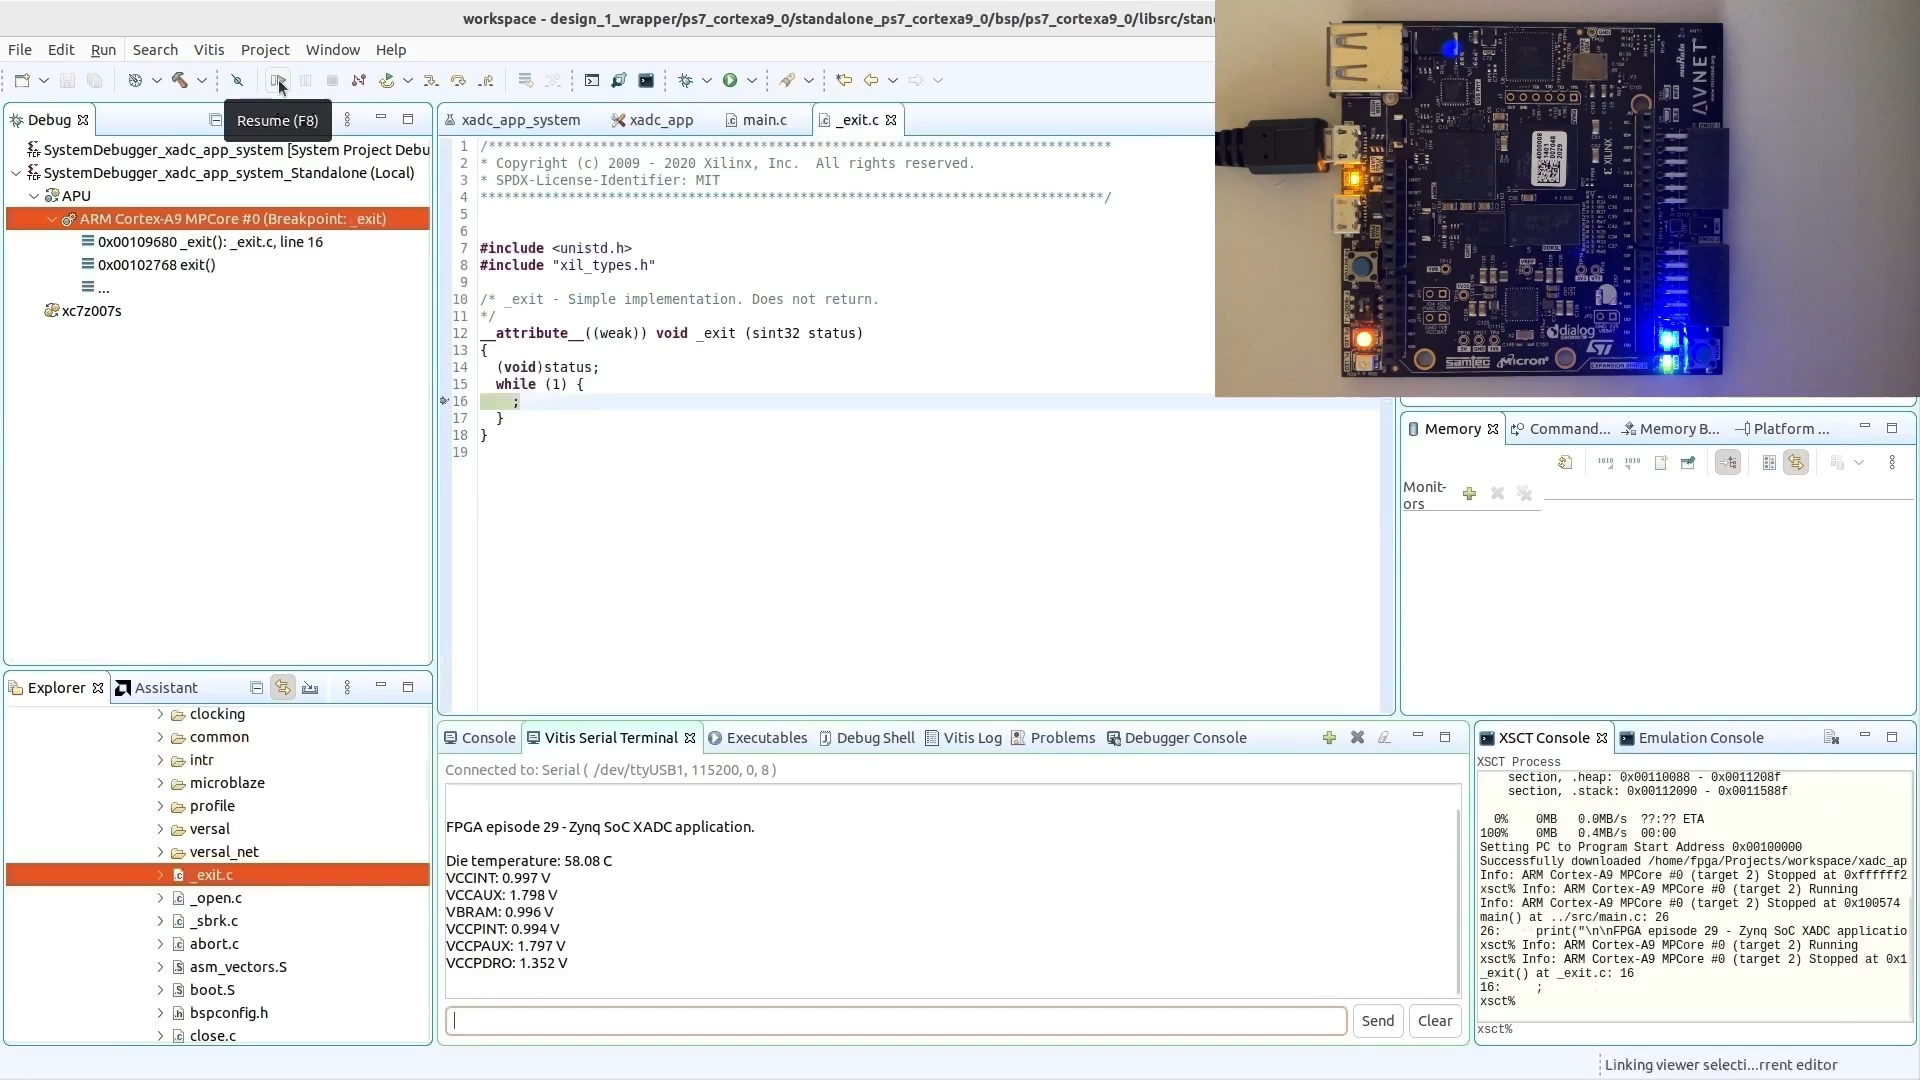 workspace - design_1_wrapper/ps7_cortexa9_0/standalone_ps7_cortexa9_0/bsp/ps7_cortexa9_0/libsrc/stan
File Edit Run Search Vitis Project Window Help
Debug
Resume (F8)
SystemDebugger_xadc_app_system [System Project Debu
SystemDebugger_xadc_app_system_Standalone (Local)
APU
ARM Cortex-A9 MPCore #0 (Breakpoint: _exit)
0x00109680 _exit(): _exit.c, line 16
0x00102768 exit()
...
xc7z007s
xadc_app_system xadc_app main.c _exit.c
1 /******************************************************************************
2 * Copyright (c) 2009 - 2020 Xilinx, Inc.  All rights reserved.
3 * SPDX-License-Identifier: MIT
4 ******************************************************************************/
5
6
7 #include <unistd.h>
8 #include "xil_types.h"
9
10 /* _exit - Simple implementation. Does not return.
11 */
12 __attribute__((weak)) void _exit (sint32 status)
13 {
14   (void)status;
15   while (1) {
16     ;
17   }
18 }
19
AVNET
muRata
XILINX
dialog
samtec
Micron
ST
Memory Command... Memory B... Platform ...
Monit-
ors
Explorer Assistant
clocking
common
intr
microblaze
profile
versal
versal_net
_exit.c
_open.c
_sbrk.c
abort.c
asm_vectors.S
boot.S
bspconfig.h
close.c
Console Vitis Serial Terminal Executables Debug Shell Vitis Log Problems Debugger Console
Connected to: Serial ( /dev/ttyUSB1, 115200, 0, 8 )
FPGA episode 29 - Zynq SoC XADC application.
Die temperature: 58.08 C
VCCINT: 0.997 V
VCCAUX: 1.798 V
VBRAM: 0.996 V
VCCPINT: 0.994 V
VCCPAUX: 1.797 V
VCCPDRO: 1.352 V
Send Clear
XSCT Console Emulation Console
XSCT Process
section, .heap: 0x00110088 - 0x0011208f
section, .stack: 0x00112090 - 0x0011588f
0% 0MB 0.0MB/s ??:?? ETA
100% 0MB 0.4MB/s 00:00
Setting PC to Program Start Address 0x00100000
Successfully downloaded /home/fpga/Projects/workspace/xadc_ap
Info: ARM Cortex-A9 MPCore #0 (target 2) Stopped at 0xffffff2
xsct% Info: ARM Cortex-A9 MPCore #0 (target 2) Running
Info: ARM Cortex-A9 MPCore #0 (target 2) Stopped at 0x100574
main() at ../src/main.c: 26
26: print("\n\nFPGA episode 29 - Zynq SoC XADC applicatio
xsct% Info: ARM Cortex-A9 MPCore #0 (target 2) Running
xsct% Info: ARM Cortex-A9 MPCore #0 (target 2) Stopped at 0x1
_exit() at _exit.c: 16
16: ;
xsct%
xsct%
Linking viewer selecti...rrent editor